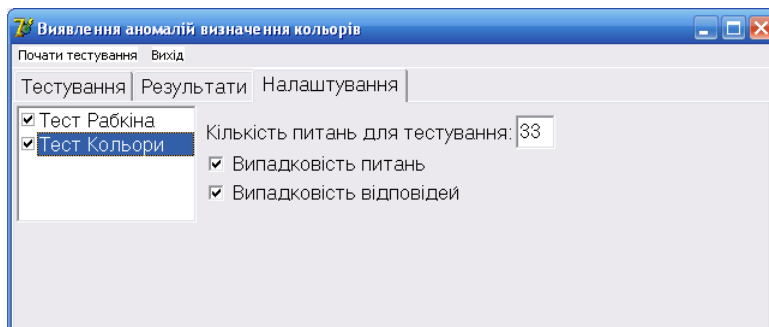 Виявлення аномалій визначення кольорів
Почати тестування Вихід
Тестування Результати Налаштування
Тест Рабкіна
Тест Кольори
Кількість питань для тестування: 33
Випадковість питань
Випадковість відповідей